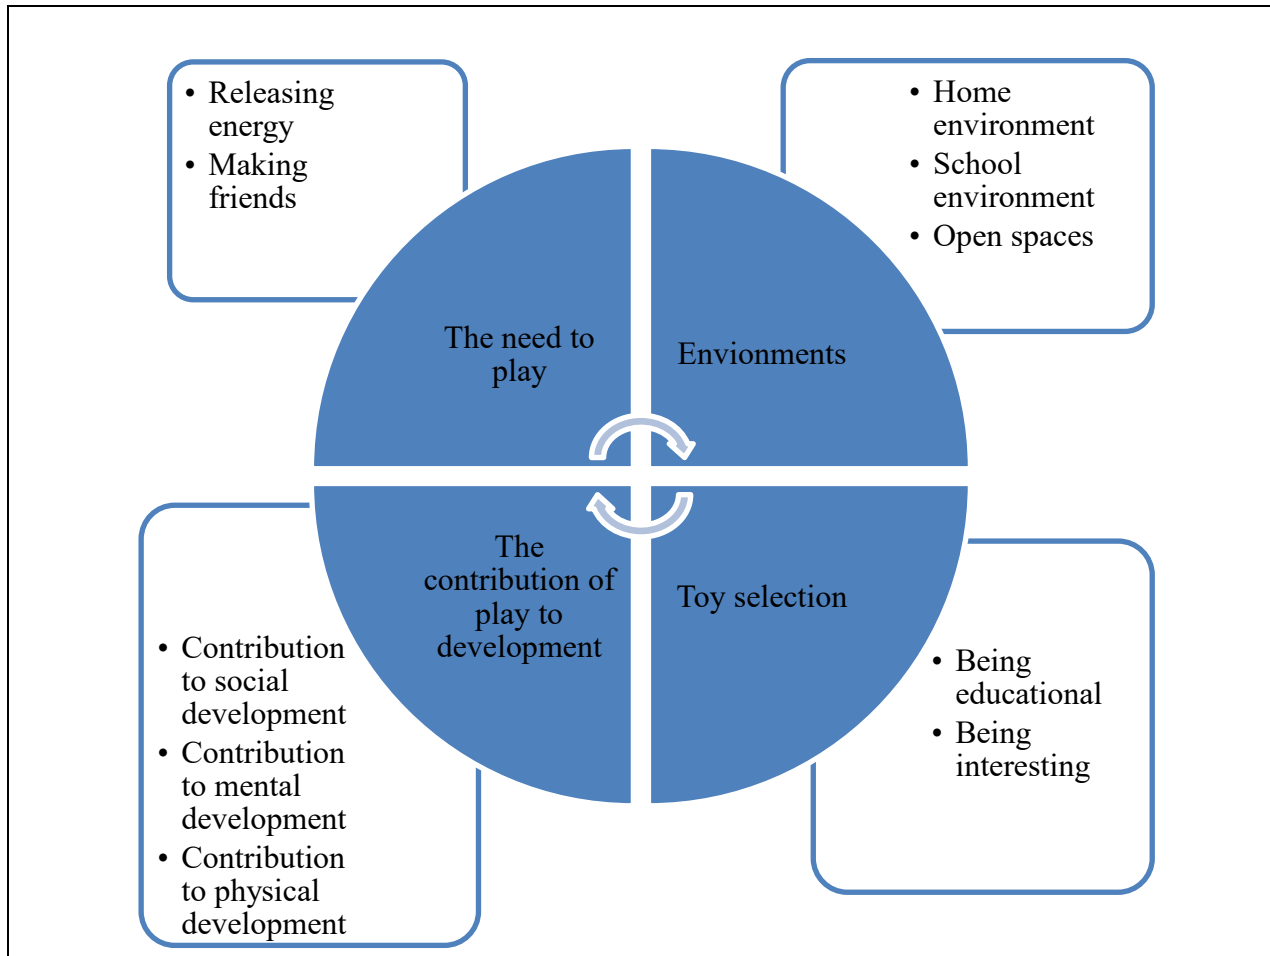 • Releasing
energy
• Making
friends
• Home
environment
• School
environment
• Open spaces
The need to
play
Envionments
The
contribution of
play to
development
Toy selection
• Contribution
to social
development
• Contribution
to mental
development
• Contribution
to physical
development
• Being
educational
• Being
interesting